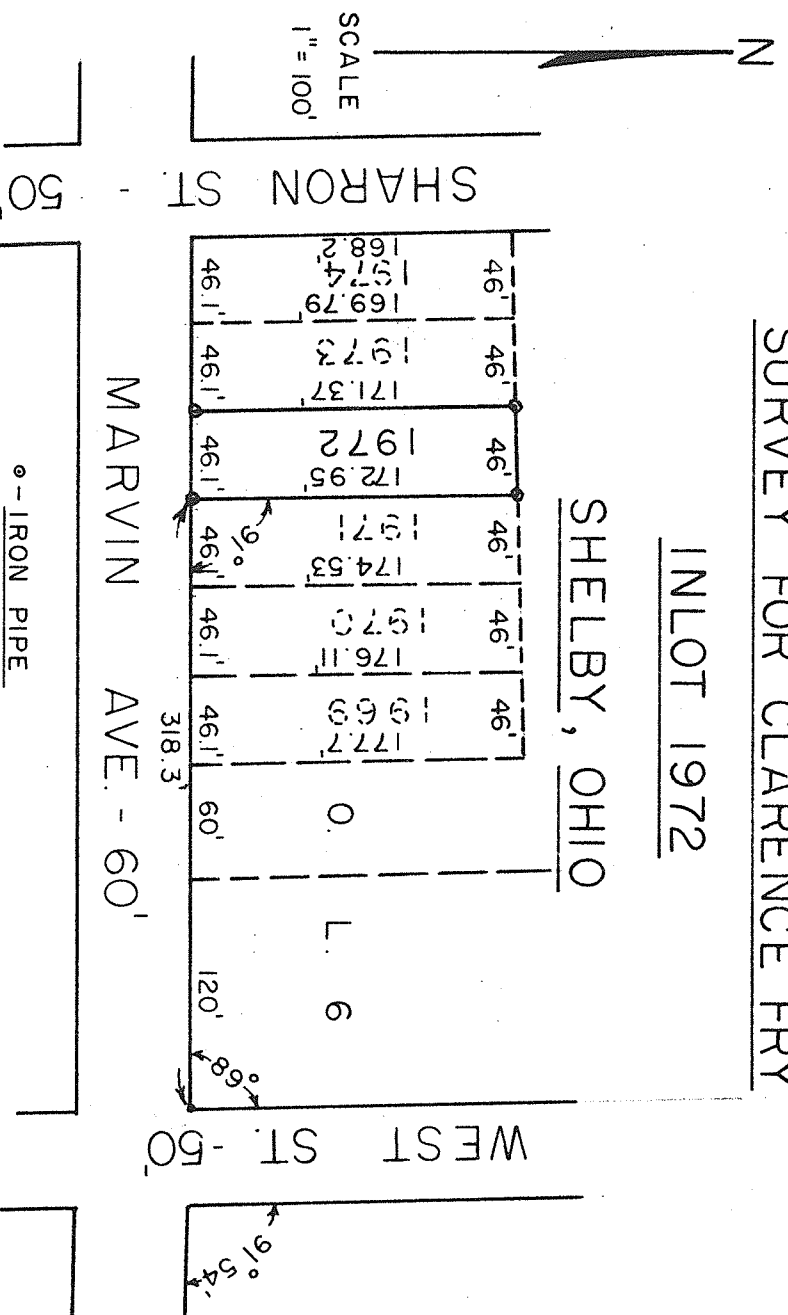 SURVEY FOR CLARENCE FRY
INLOT 1972
SHELBY, OHIO
N
SCALE
1" = 100'
SHARON ST. - 50'
46'
46'
46'
46'
46'
46'
168.2'
1974
169.79'
1973
171.37'
1972
172.95'
1971
174.53'
1970
176.11'
1969
177.7'
O. L. 6
46.1'
46.1'
46.1'
46.1'
46.1'
46.1'
60'
120'
91°
89°
318.3'
MARVIN AVE. - 60'
WEST ST. - 50'
91° 54'
⊙ - IRON PIPE